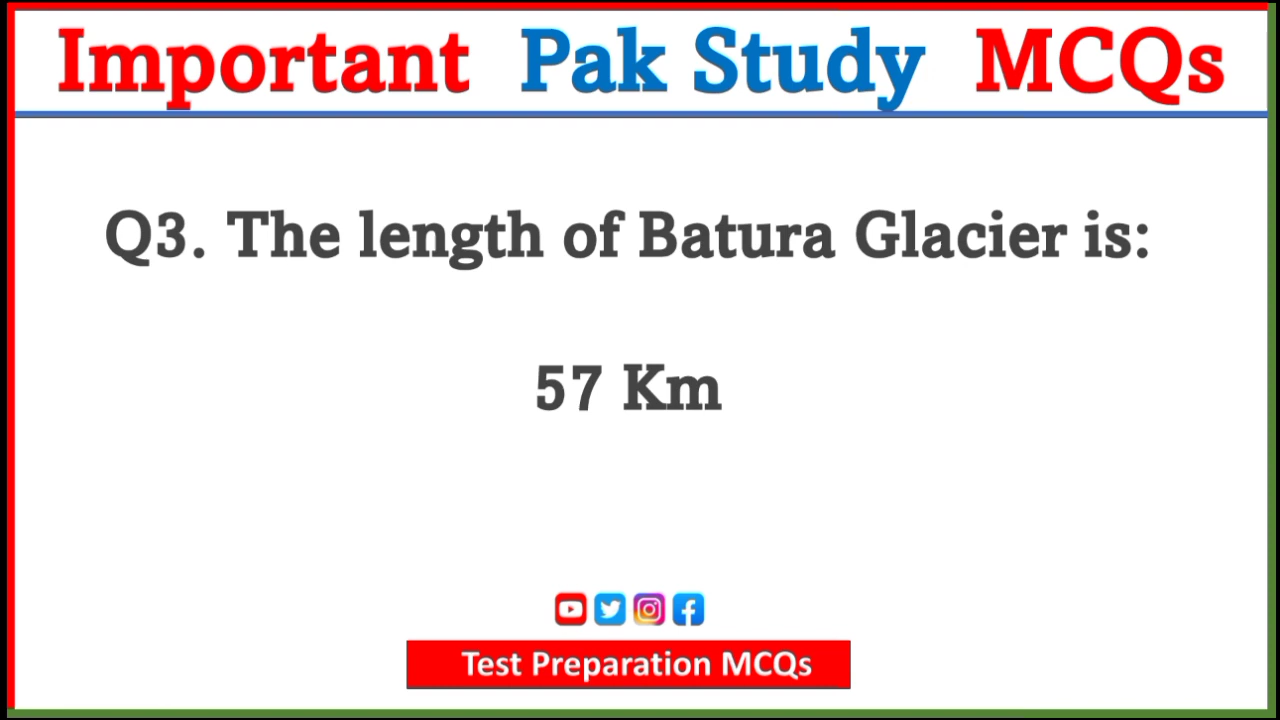 Important Pak Study MCQs
Q3. The length of Batura Glacier is:
57 Km
Test Preparation MCQs